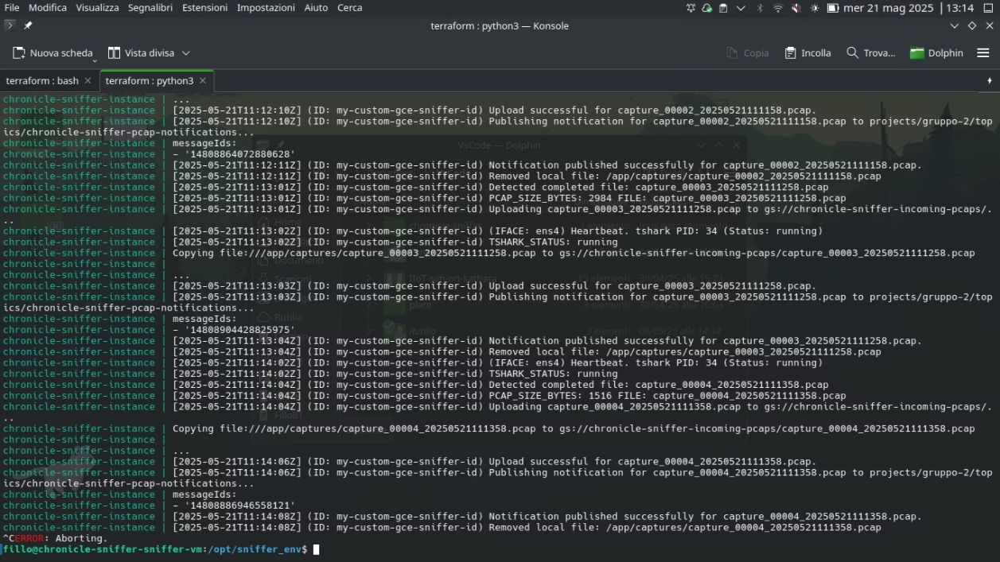 File Modifica Visualizza Segnalibri Estensioni Impostazioni Aiuto Cerca mer 21 mag 2025 | 13:14
terraform : python3 — Konsole
Nuova scheda Vista divisa Copia Incolla Trova... Dolphin
terraform : bash terraform : python3
chronicle-sniffer-instance | ...
chronicle-sniffer-instance | [2025-05-21T11:12:10Z] (ID: my-custom-gce-sniffer-id) Upload successful for capture_00002_20250521111158.pcap.
chronicle-sniffer-instance | [2025-05-21T11:12:10Z] (ID: my-custom-gce-sniffer-id) Publishing notification for capture_00002_20250521111158.pcap to projects/gruppo-2/top
ics/chronicle-sniffer-pcap-notifications...
chronicle-sniffer-instance | messageIds:
chronicle-sniffer-instance | - '14808864072880628'
chronicle-sniffer-instance | [2025-05-21T11:12:11Z] (ID: my-custom-gce-sniffer-id) Notification published successfully for capture_00002_20250521111158.pcap.
chronicle-sniffer-instance | [2025-05-21T11:12:11Z] (ID: my-custom-gce-sniffer-id) Removed local file: /app/captures/capture_00002_20250521111158.pcap
chronicle-sniffer-instance | [2025-05-21T11:13:01Z] (ID: my-custom-gce-sniffer-id) Detected completed file: capture_00003_20250521111258.pcap
chronicle-sniffer-instance | [2025-05-21T11:13:01Z] (ID: my-custom-gce-sniffer-id) PCAP_SIZE_BYTES: 2984 FILE: capture_00003_20250521111258.pcap
chronicle-sniffer-instance | [2025-05-21T11:13:01Z] (ID: my-custom-gce-sniffer-id) Uploading capture_00003_20250521111258.pcap to gs://chronicle-sniffer-incoming-pcaps/.
..
chronicle-sniffer-instance | [2025-05-21T11:13:02Z] (ID: my-custom-gce-sniffer-id) (IFACE: ens4) Heartbeat. tshark PID: 34 (Status: running)
chronicle-sniffer-instance | [2025-05-21T11:13:02Z] (ID: my-custom-gce-sniffer-id) TSHARK_STATUS: running
chronicle-sniffer-instance | Copying file:///app/captures/capture_00003_20250521111258.pcap to gs://chronicle-sniffer-incoming-pcaps/capture_00003_20250521111258.pcap
chronicle-sniffer-instance |
chronicle-sniffer-instance | ...
chronicle-sniffer-instance | [2025-05-21T11:13:03Z] (ID: my-custom-gce-sniffer-id) Upload successful for capture_00003_20250521111258.pcap.
chronicle-sniffer-instance | [2025-05-21T11:13:03Z] (ID: my-custom-gce-sniffer-id) Publishing notification for capture_00003_20250521111258.pcap to projects/gruppo-2/top
ics/chronicle-sniffer-pcap-notifications...
chronicle-sniffer-instance | messageIds:
chronicle-sniffer-instance | - '14808904428825975'
chronicle-sniffer-instance | [2025-05-21T11:13:04Z] (ID: my-custom-gce-sniffer-id) Notification published successfully for capture_00003_20250521111258.pcap.
chronicle-sniffer-instance | [2025-05-21T11:13:04Z] (ID: my-custom-gce-sniffer-id) Removed local file: /app/captures/capture_00003_20250521111258.pcap
chronicle-sniffer-instance | [2025-05-21T11:14:02Z] (ID: my-custom-gce-sniffer-id) (IFACE: ens4) Heartbeat. tshark PID: 34 (Status: running)
chronicle-sniffer-instance | [2025-05-21T11:14:02Z] (ID: my-custom-gce-sniffer-id) TSHARK_STATUS: running
chronicle-sniffer-instance | [2025-05-21T11:14:04Z] (ID: my-custom-gce-sniffer-id) Detected completed file: capture_00004_20250521111358.pcap
chronicle-sniffer-instance | [2025-05-21T11:14:04Z] (ID: my-custom-gce-sniffer-id) PCAP_SIZE_BYTES: 1516 FILE: capture_00004_20250521111358.pcap
chronicle-sniffer-instance | [2025-05-21T11:14:04Z] (ID: my-custom-gce-sniffer-id) Uploading capture_00004_20250521111358.pcap to gs://chronicle-sniffer-incoming-pcaps/.
..
chronicle-sniffer-instance | Copying file:///app/captures/capture_00004_20250521111358.pcap to gs://chronicle-sniffer-incoming-pcaps/capture_00004_20250521111358.pcap
chronicle-sniffer-instance |
chronicle-sniffer-instance | ...
chronicle-sniffer-instance | [2025-05-21T11:14:06Z] (ID: my-custom-gce-sniffer-id) Upload successful for capture_00004_20250521111358.pcap.
chronicle-sniffer-instance | [2025-05-21T11:14:06Z] (ID: my-custom-gce-sniffer-id) Publishing notification for capture_00004_20250521111358.pcap to projects/gruppo-2/top
ics/chronicle-sniffer-pcap-notifications...
chronicle-sniffer-instance | messageIds:
chronicle-sniffer-instance | - '14808886946558121'
chronicle-sniffer-instance | [2025-05-21T11:14:08Z] (ID: my-custom-gce-sniffer-id) Notification published successfully for capture_00004_20250521111358.pcap.
chronicle-sniffer-instance | [2025-05-21T11:14:08Z] (ID: my-custom-gce-sniffer-id) Removed local file: /app/captures/capture_00004_20250521111358.pcap
^CERROR: Aborting.
fillo@chronicle-sniffer-sniffer-vm:/opt/sniffer_env$